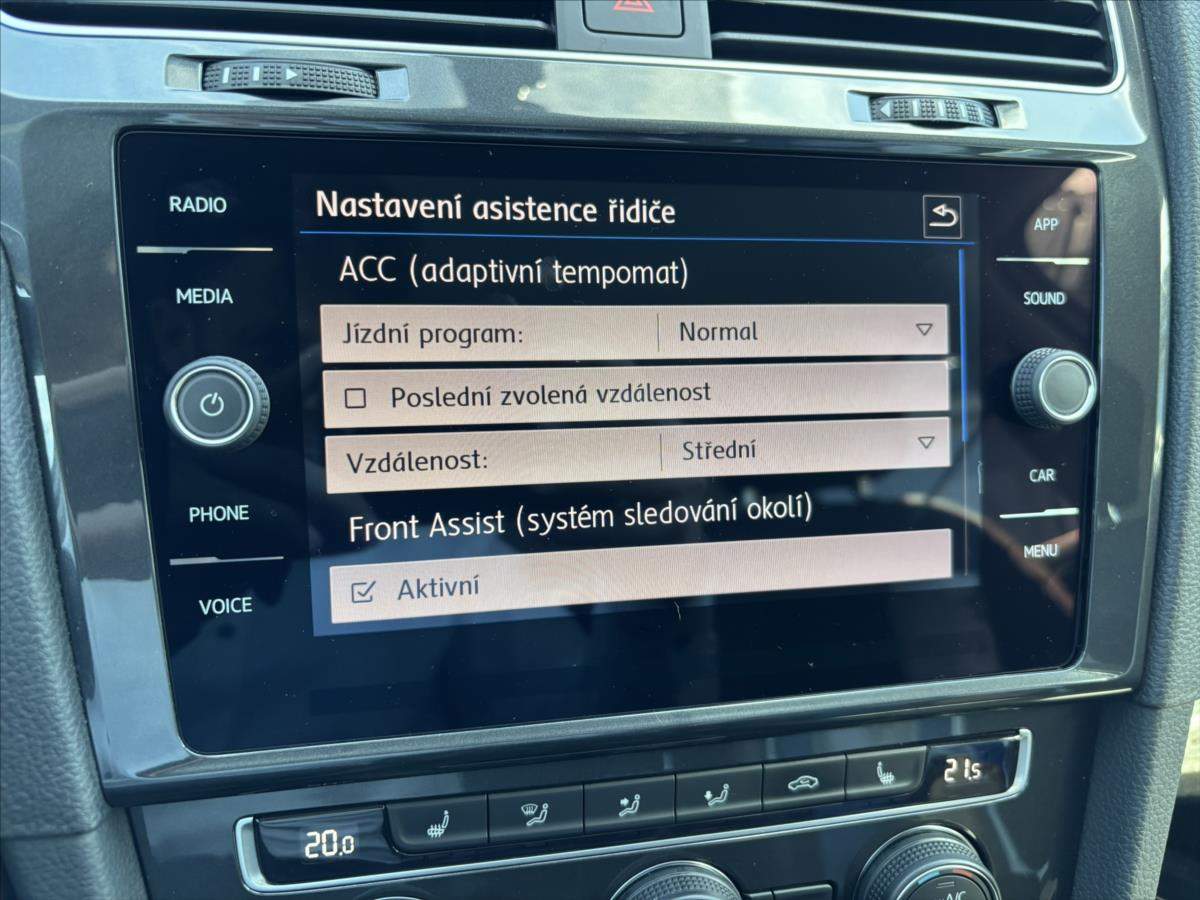 RADIO
MEDIA
PHONE
VOICE
Nastavení asistence řidiče
ACC (adaptivní tempomat)
Jízdní program: Normal
Poslední zvolená vzdálenost
Vzdálenost: Střední
Front Assist (systém sledování okolí)
Aktivní
APP
SOUND
CAR
MENU
20.0
21.5
A/C